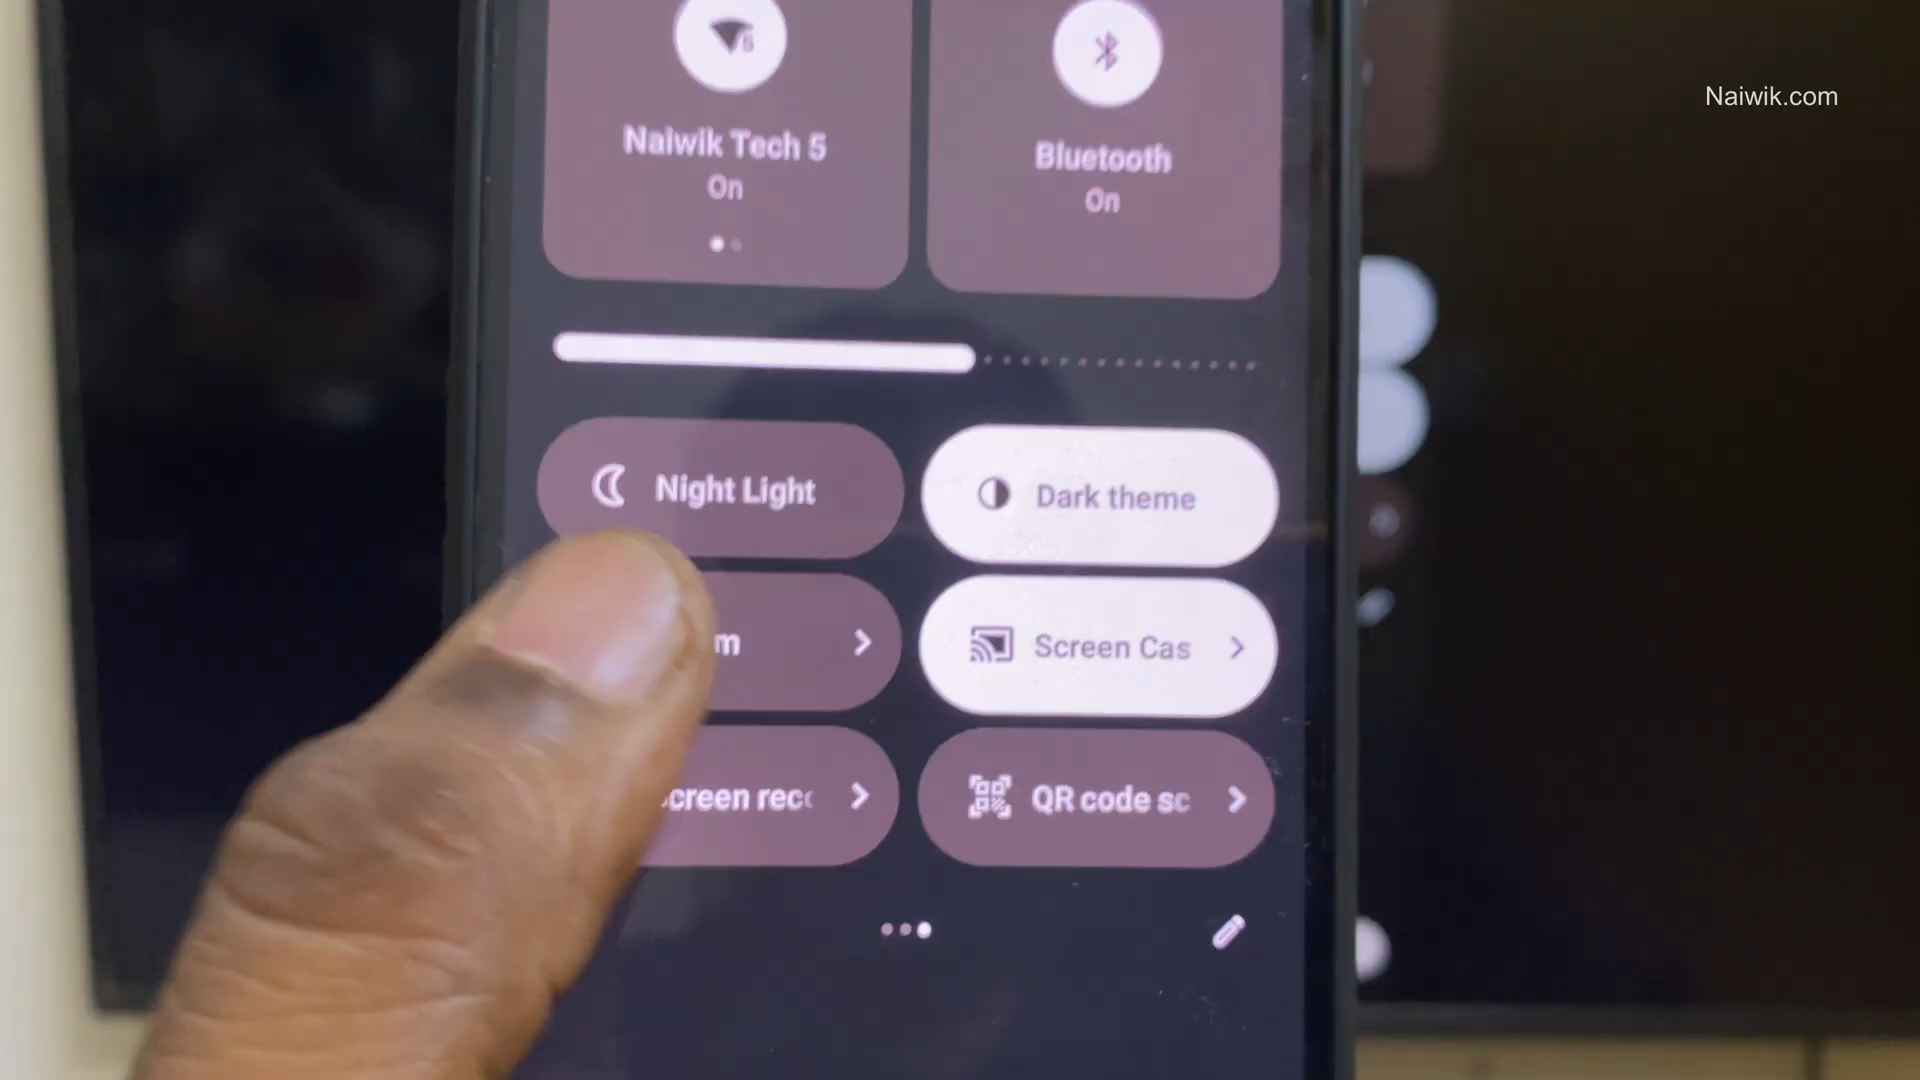 Naiwik.com
Naiwik Tech 5
On
Bluetooth
On
Night Light
Dark theme
m
Screen Cas
creen rec
QR code sc